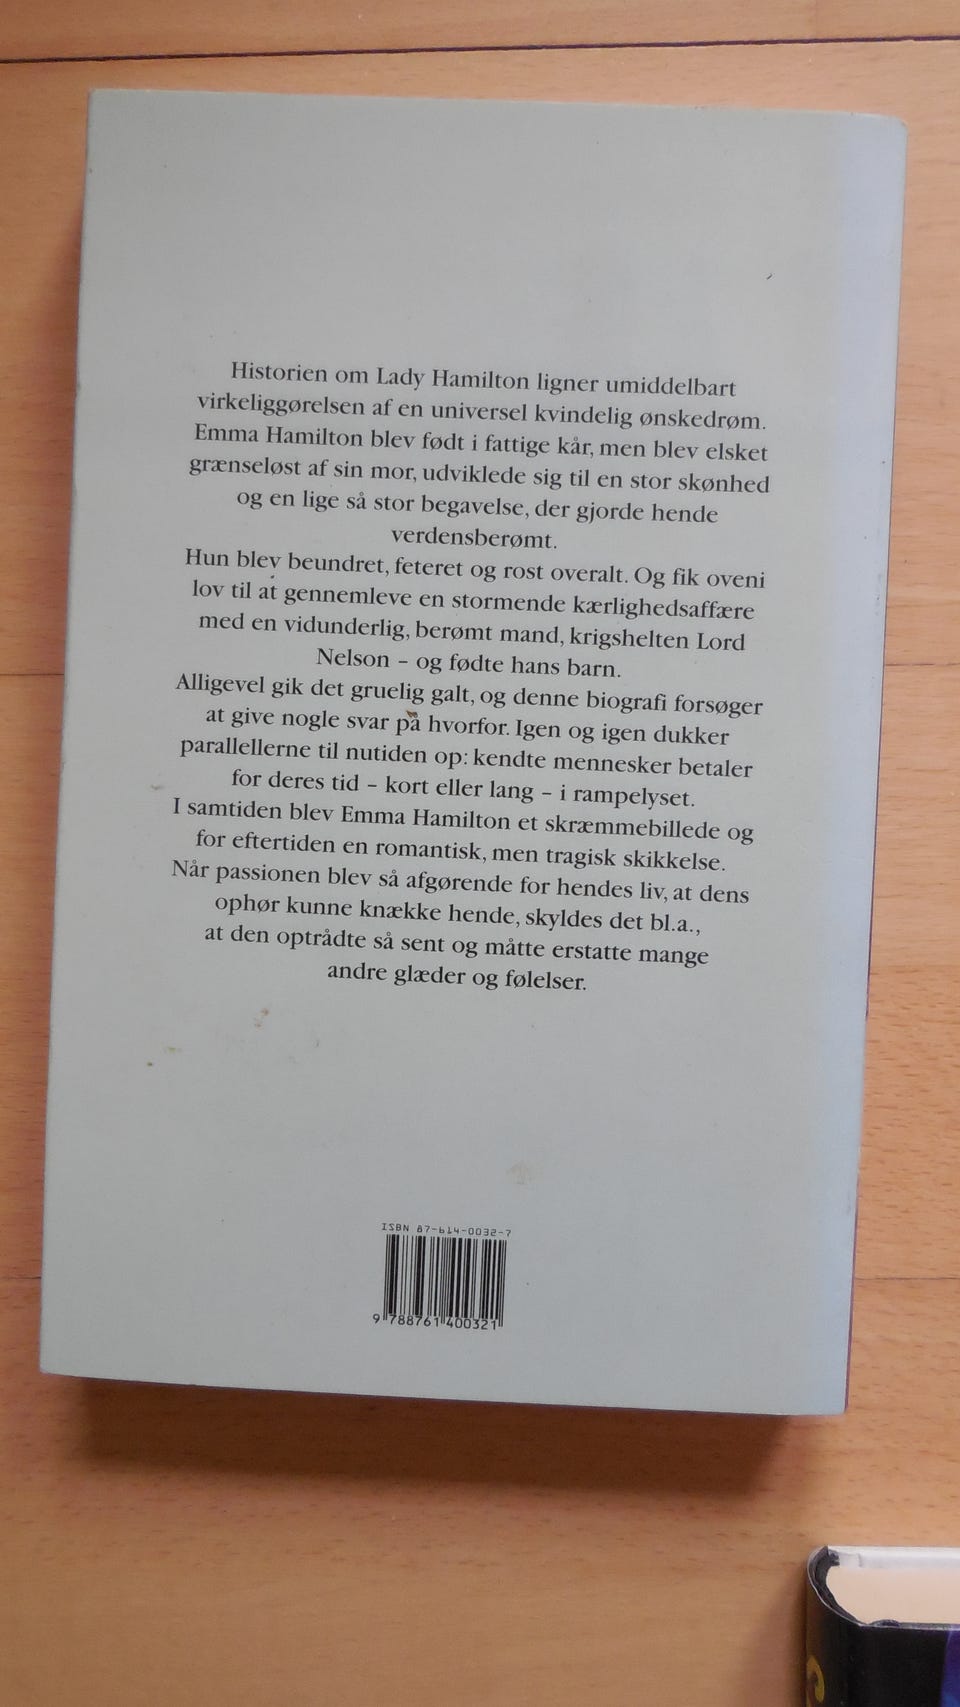 Historien om Lady Hamilton ligner umiddelbart
virkeliggørelsen af en universel kvindelig ønskedrøm.
Emma Hamilton blev født i fattige kår, men blev elsket
grænseløst af sin mor, udviklede sig til en stor skønhed
og en lige så stor begavelse, der gjorde hende
verdensberømt.
Hun blev beundret, feteret og rost overalt. Og fik oveni
lov til at gennemleve en stormende kærlighedsaffære
med en vidunderlig, berømt mand, krigshelten Lord
Nelson – og fødte hans barn.
Alligevel gik det gruelig galt, og denne biografi forsøger
at give nogle svar på hvorfor. Igen og igen dukker
parallellerne til nutiden op: kendte mennesker betaler
for deres tid – kort eller lang – i rampelyset.
I samtiden blev Emma Hamilton et skræmmebillede og
for eftertiden en romantisk, men tragisk skikkelse.
Når passionen blev så afgørende for hendes liv, at dens
ophør kunne knække hende, skyldes det bl.a.,
at den optrådte så sent og måtte erstatte mange
andre glæder og følelser.
ISBN 87-614-0032-7
9 788761 400321